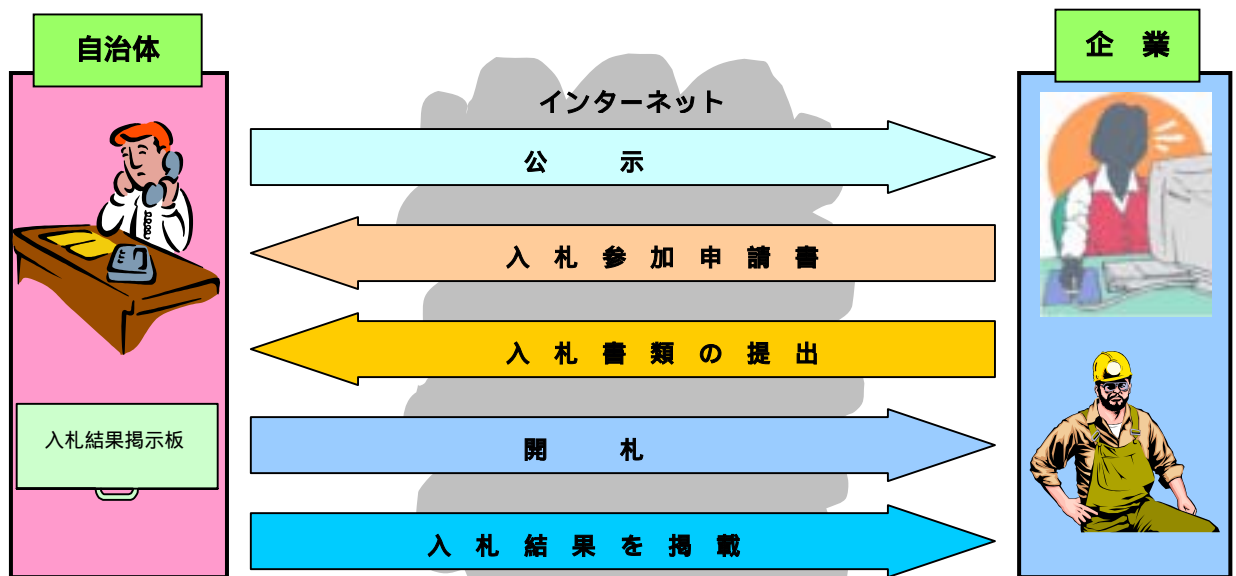 自治体
企　業
インターネット
公　　　示
入　札　参　加　申　請　書
入　札　書　類　の　提　出
入札結果掲示板
開　　　札
入　札　結　果　を　掲　載